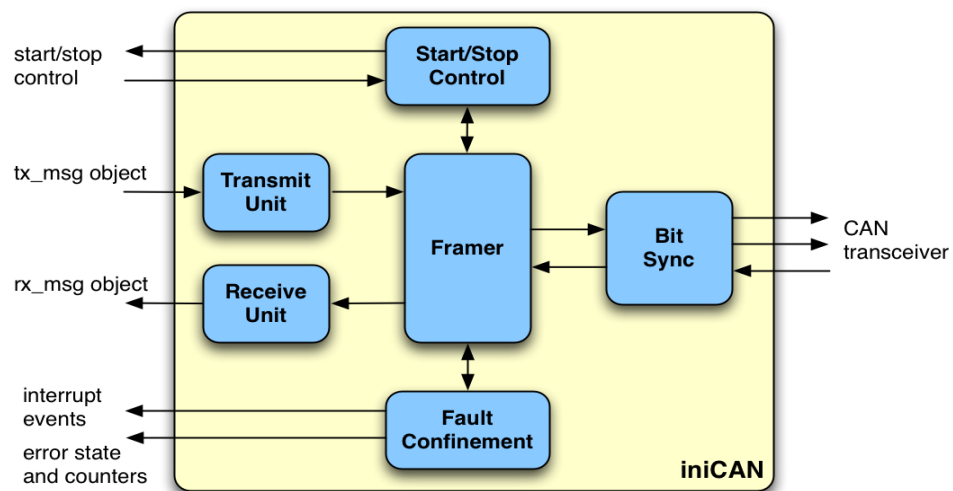 start/stop
control
Start/Stop
Control
tx_msg object
Transmit
Unit
Framer
Bit
Sync
CAN
transceiver
rx_msg object
Receive
Unit
interrupt
events
error state
and counters
Fault
Confinement
iniCAN